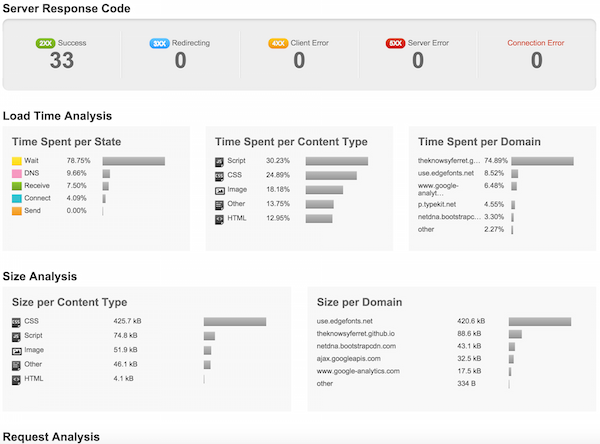 Server Response Code
2XX Success 3XX Redirecting 4XX Client Error 5XX Server Error Connection Error
33 0 0 0 0
Load Time Analysis
Time Spent per State
Wait 78.75%
DNS 9.66%
Receive 7.50%
Connect 4.09%
Send 0.00%
Time Spent per Content Type
Script 30.23%
CSS 24.89%
Image 18.18%
Other 13.75%
HTML 12.95%
Time Spent per Domain
theknowsyferret.g... 74.89%
use.edgefonts.net 8.52%
www.google-analyt... 6.48%
p.typekit.net 4.55%
netdna.bootstrapc... 3.30%
other 2.27%
Size Analysis
Size per Content Type
CSS 425.7 kB
Script 74.8 kB
Image 51.9 kB
Other 46.1 kB
HTML 4.1 kB
Size per Domain
use.edgefonts.net 420.6 kB
theknowsyferret.github.io 88.6 kB
netdna.bootstrapcdn.com 43.1 kB
ajax.googleapis.com 32.5 kB
www.google-analytics.com 17.5 kB
other 334 B
Request Analysis